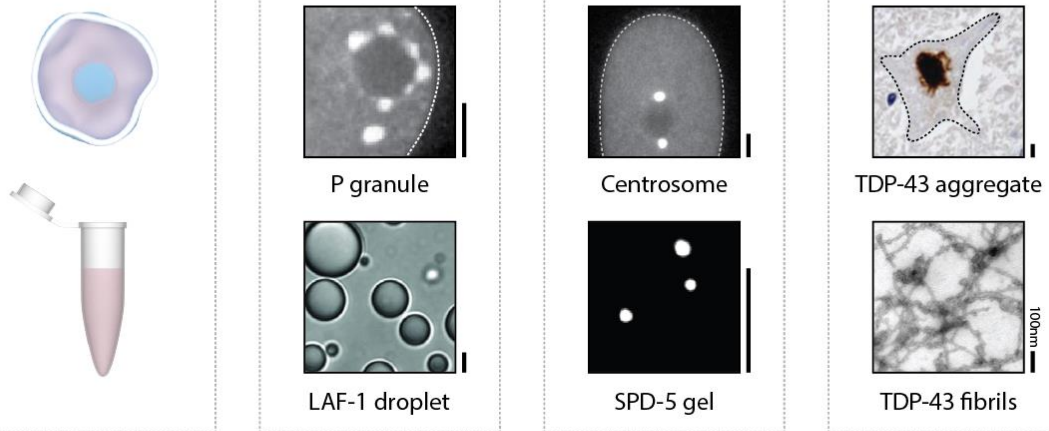 P granule
Centrosome
TDP-43 aggregate
100nm
LAF-1 droplet
SPD-5 gel
TDP-43 fibrils